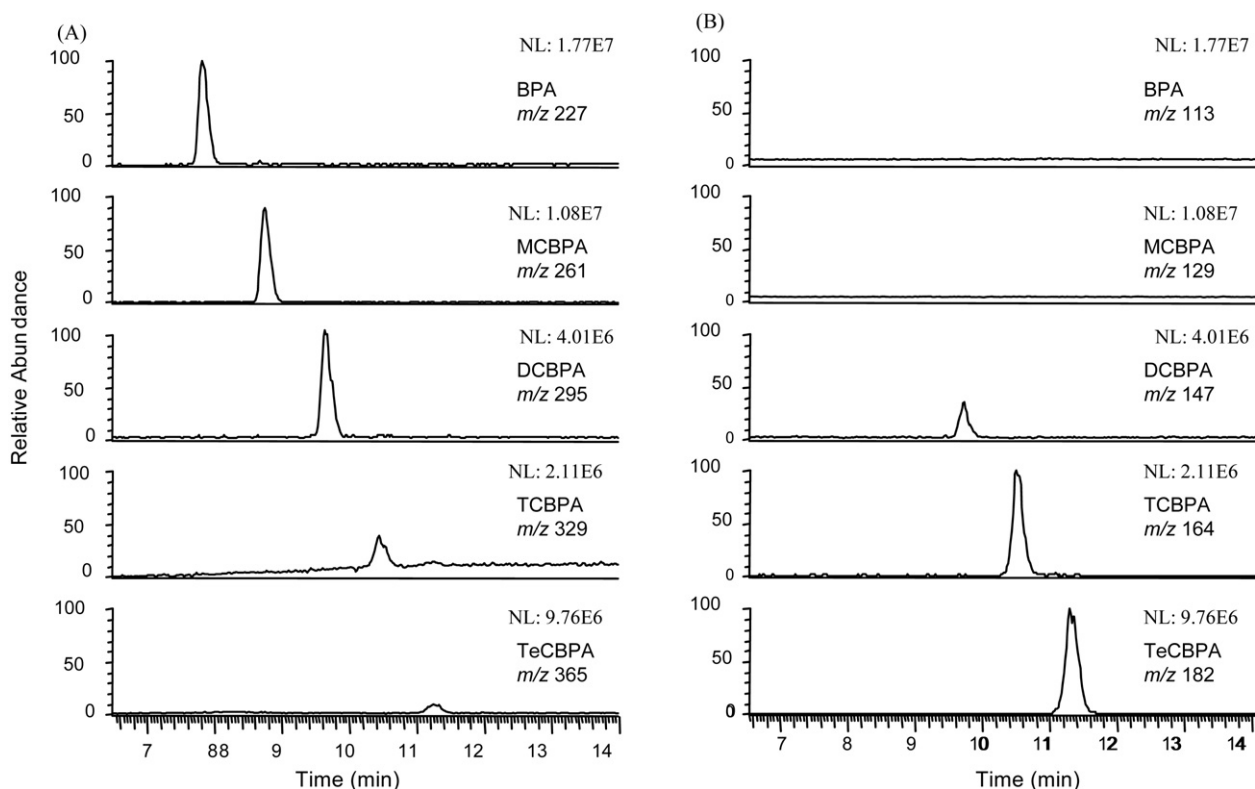 (A)
NL: 1.77E7
100
BPA
m/z 227
50
0
100
NL: 1.08E7
MCBPA
m/z 261
50
0
100
NL: 4.01E6
DCBPA
m/z 295
50
0
100
NL: 2.11E6
TCBPA
m/z 329
50
0
100
NL: 9.76E6
TeCBPA
m/z 365
50
0
7 88 9 10 11 12 13 14
Time (min)
Relative Abundance
(B)
NL: 1.77E7
100
BPA
m/z 113
50
0
100
NL: 1.08E7
MCBPA
m/z 129
50
0
100
NL: 4.01E6
DCBPA
m/z 147
50
0
100
NL: 2.11E6
TCBPA
m/z 164
50
0
100
NL: 9.76E6
TeCBPA
m/z 182
50
0
7 8 9 10 11 12 13 14
Time (min)